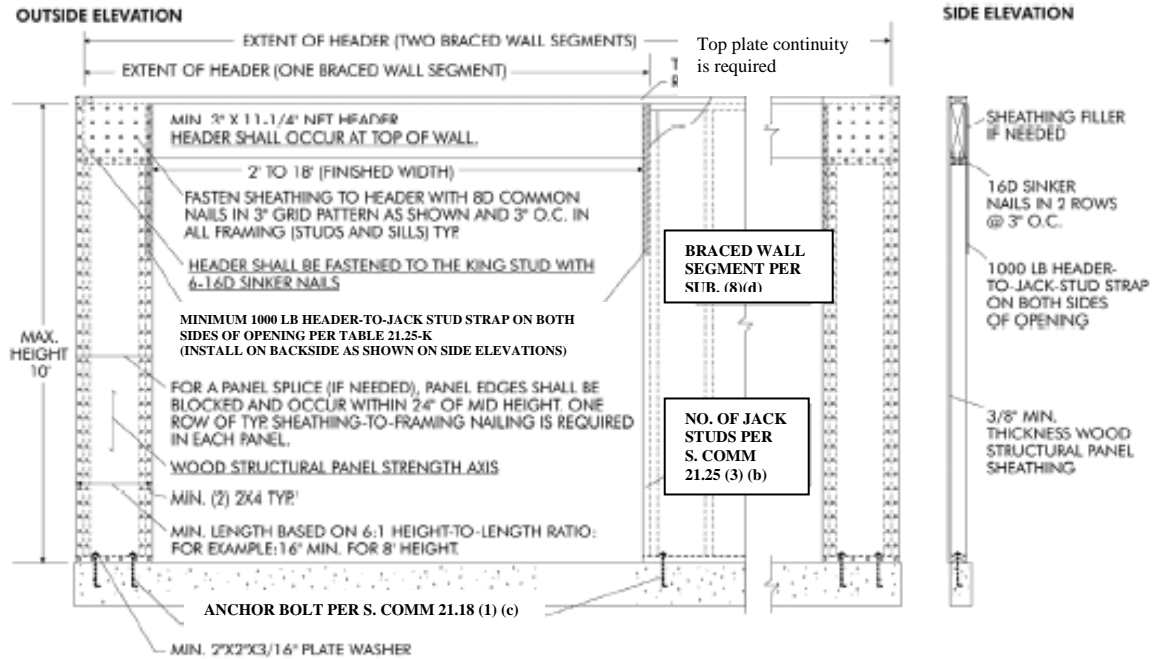 OUTSIDE ELEVATION
SIDE ELEVATION
EXTENT OF HEADER (TWO BRACED WALL SEGMENTS)
Top plate continuity
is required
EXTENT OF HEADER (ONE BRACED WALL SEGMENT)
MIN. 3" X 11-1/4" NET HEADER
HEADER SHALL OCCUR AT TOP OF WALL.
2' TO 18' (FINISHED WIDTH)
FASTEN SHEATHING TO HEADER WITH 8D COMMON
NAILS IN 3" GRID PATTERN AS SHOWN AND 3" O.C. IN
ALL FRAMING (STUDS AND SILLS) TYP.
HEADER SHALL BE FASTENED TO THE KING STUD WITH
6-16D SINKER NAILS
MINIMUM 1000 LB HEADER-TO-JACK STUD STRAP ON BOTH
SIDES OF OPENING PER TABLE 21.25-K
(INSTALL ON BACKSIDE AS SHOWN ON SIDE ELEVATIONS)
MAX.
HEIGHT
10'
FOR A PANEL SPLICE (IF NEEDED), PANEL EDGES SHALL BE
BLOCKED AND OCCUR WITHIN 24" OF MID HEIGHT. ONE
ROW OF TYP. SHEATHING-TO-FRAMING NAILING IS REQUIRED
IN EACH PANEL.
WOOD STRUCTURAL PANEL STRENGTH AXIS
MIN. (2) 2X4 TYP.
MIN. LENGTH BASED ON 6:1 HEIGHT-TO-LENGTH RATIO:
FOR EXAMPLE: 16" MIN. FOR 8' HEIGHT.
ANCHOR BOLT PER S. COMM 21.18 (1) (c)
MIN. 2"X2"X3/16" PLATE WASHER
BRACED WALL
SEGMENT PER
SUB. (8)(d)
NO. OF JACK
STUDS PER
S. COMM
21.25 (3) (b)
SHEATHING FILLER
IF NEEDED
16D SINKER
NAILS IN 2 ROWS
@ 3" O.C.
1000 LB HEADER-
TO-JACK-STUD STRAP
ON BOTH SIDES
OF OPENING
3/8" MIN.
THICKNESS WOOD
STRUCTURAL PANEL
SHEATHING